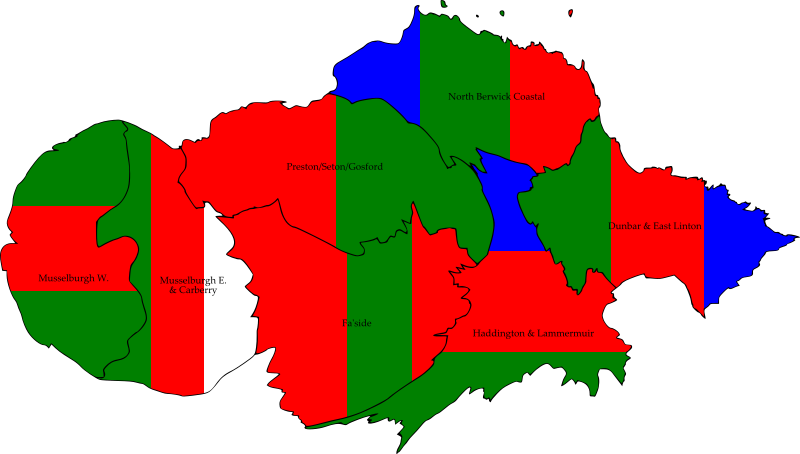 North Berwick Coastal
Preston/Seton/Gosford
Dunbar & East Linton
Musselburgh W.
Musselburgh E.
& Carberry
Fa'side
Haddington & Lammermuir